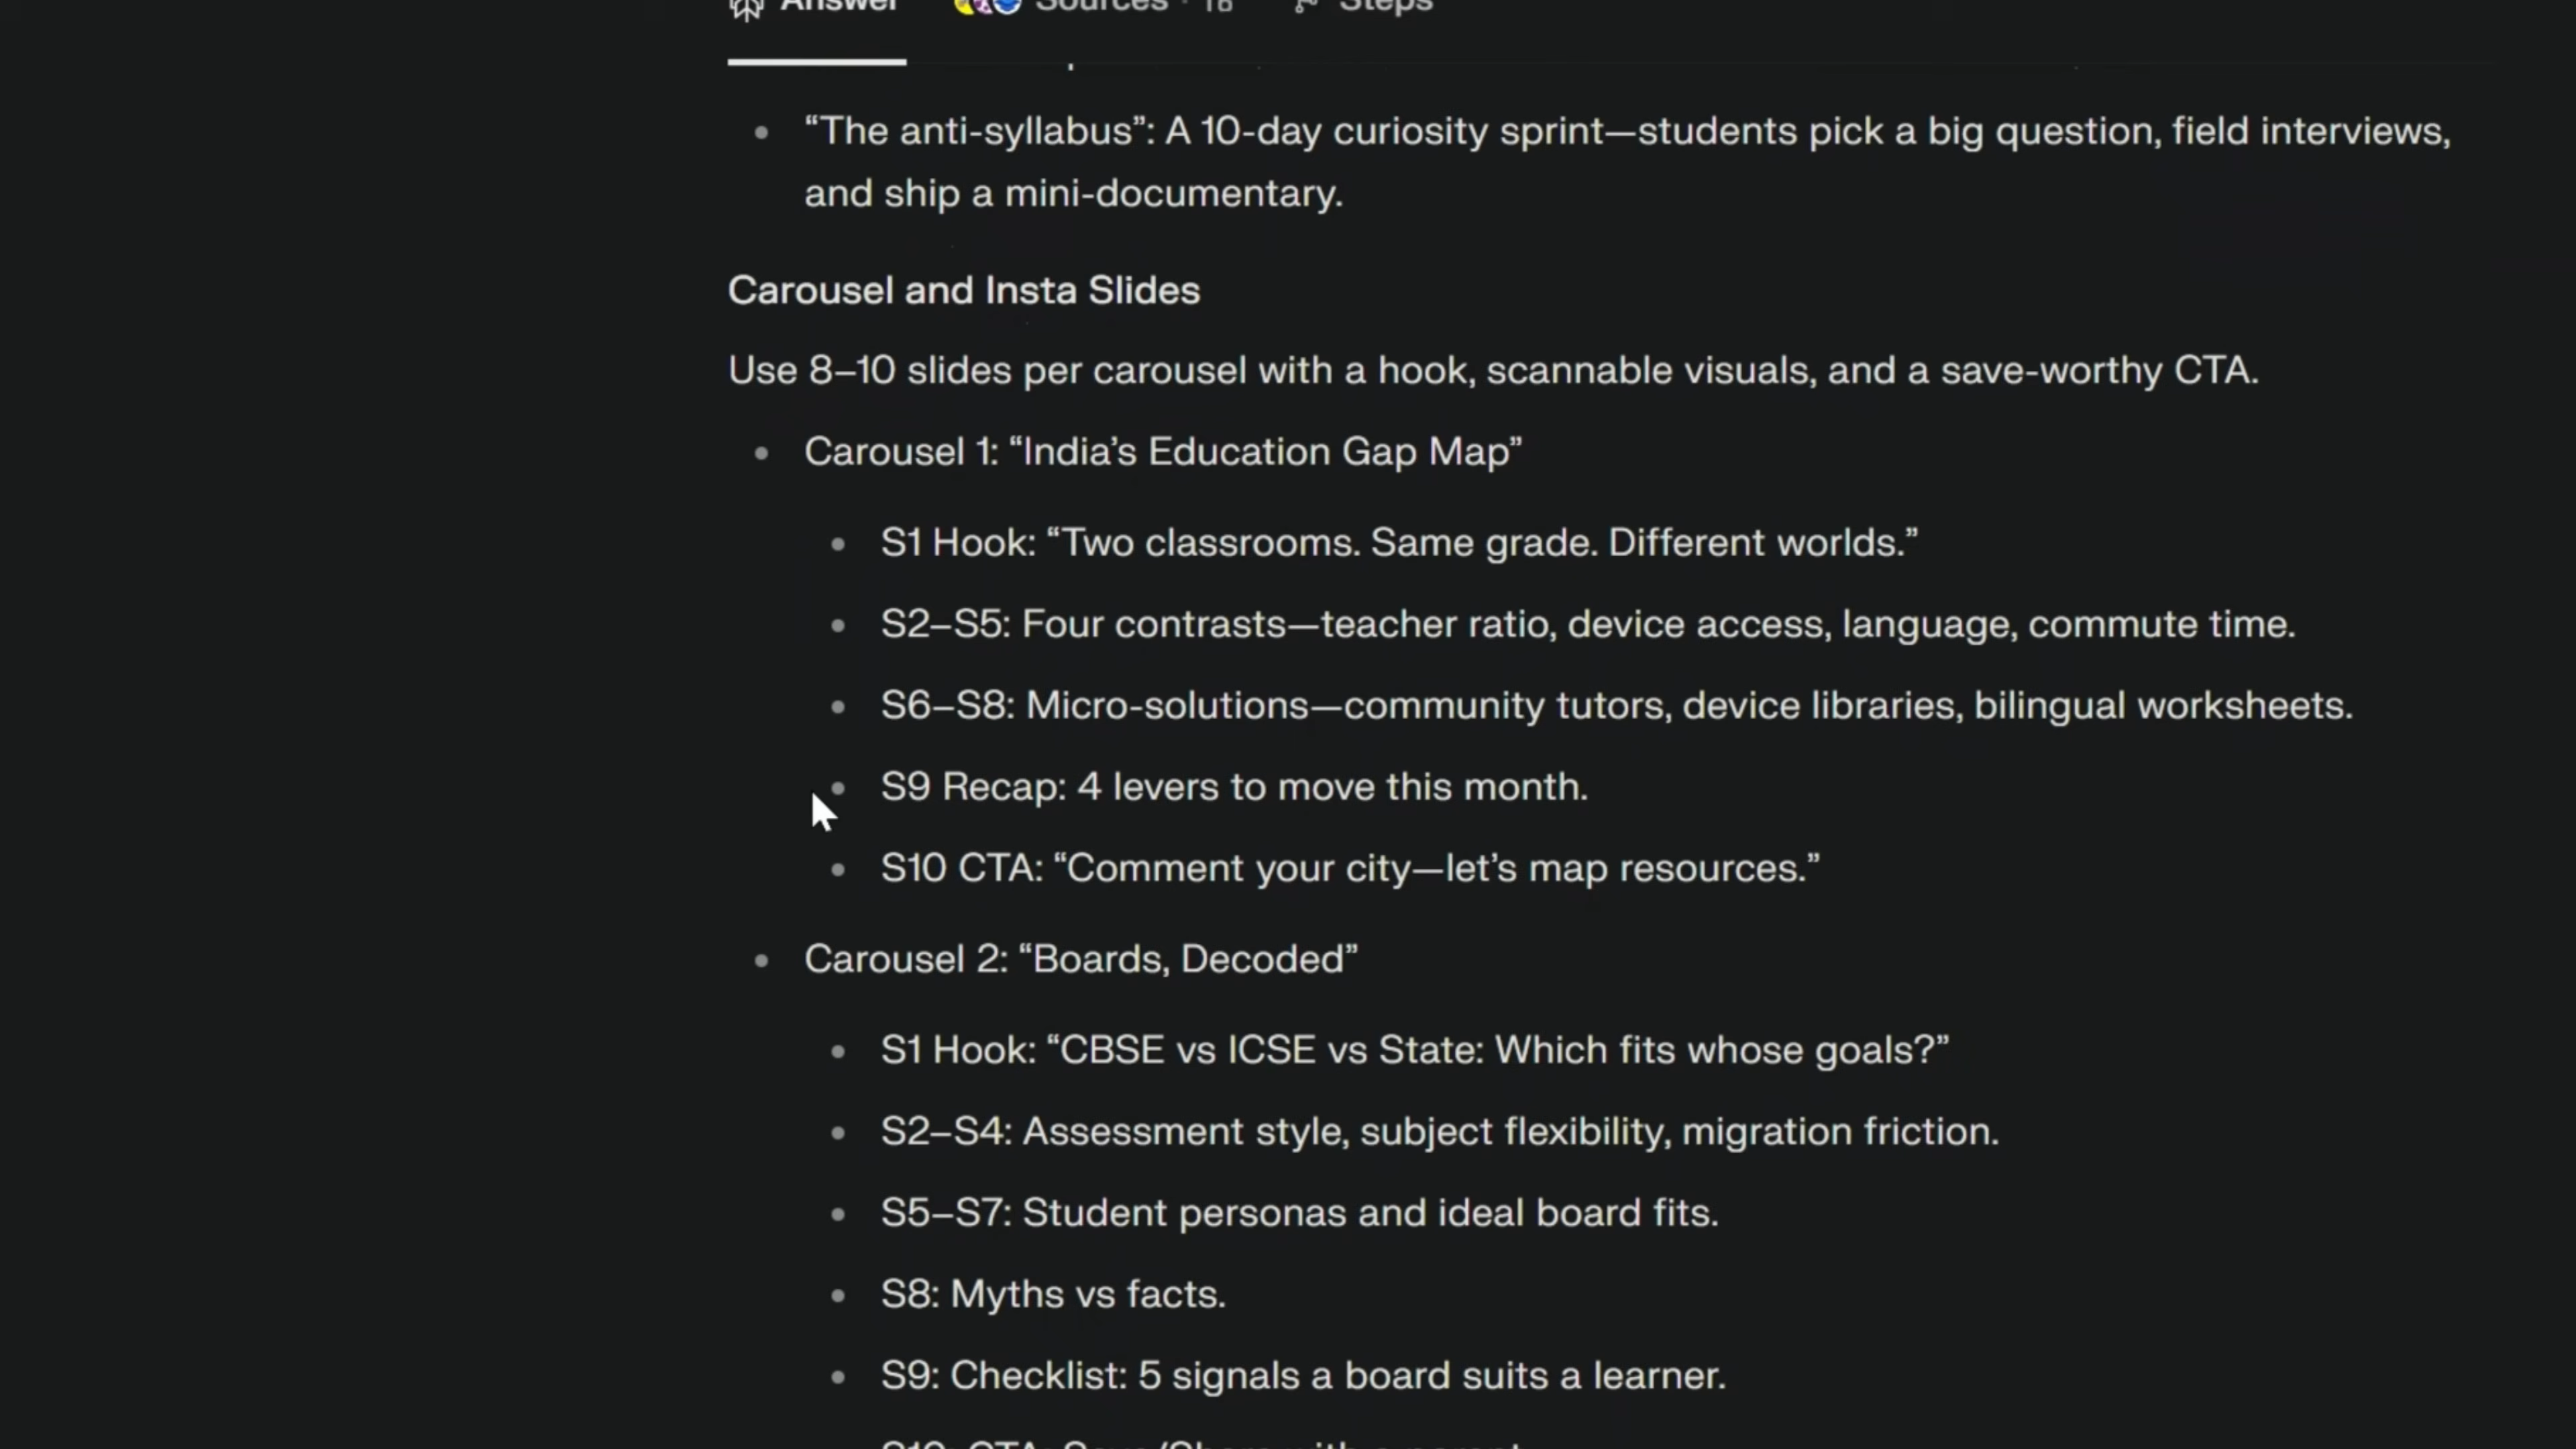 Answer Sources · 16 Steps
“The anti-syllabus”: A 10-day curiosity sprint—students pick a big question, field interviews,
and ship a mini-documentary.
Carousel and Insta Slides
Use 8–10 slides per carousel with a hook, scannable visuals, and a save-worthy CTA.
Carousel 1: “India’s Education Gap Map”
S1 Hook: “Two classrooms. Same grade. Different worlds.”
S2–S5: Four contrasts—teacher ratio, device access, language, commute time.
S6–S8: Micro-solutions—community tutors, device libraries, bilingual worksheets.
S9 Recap: 4 levers to move this month.
S10 CTA: “Comment your city—let’s map resources.”
Carousel 2: “Boards, Decoded”
S1 Hook: “CBSE vs ICSE vs State: Which fits whose goals?”
S2–S4: Assessment style, subject flexibility, migration friction.
S5–S7: Student personas and ideal board fits.
S8: Myths vs facts.
S9: Checklist: 5 signals a board suits a learner.